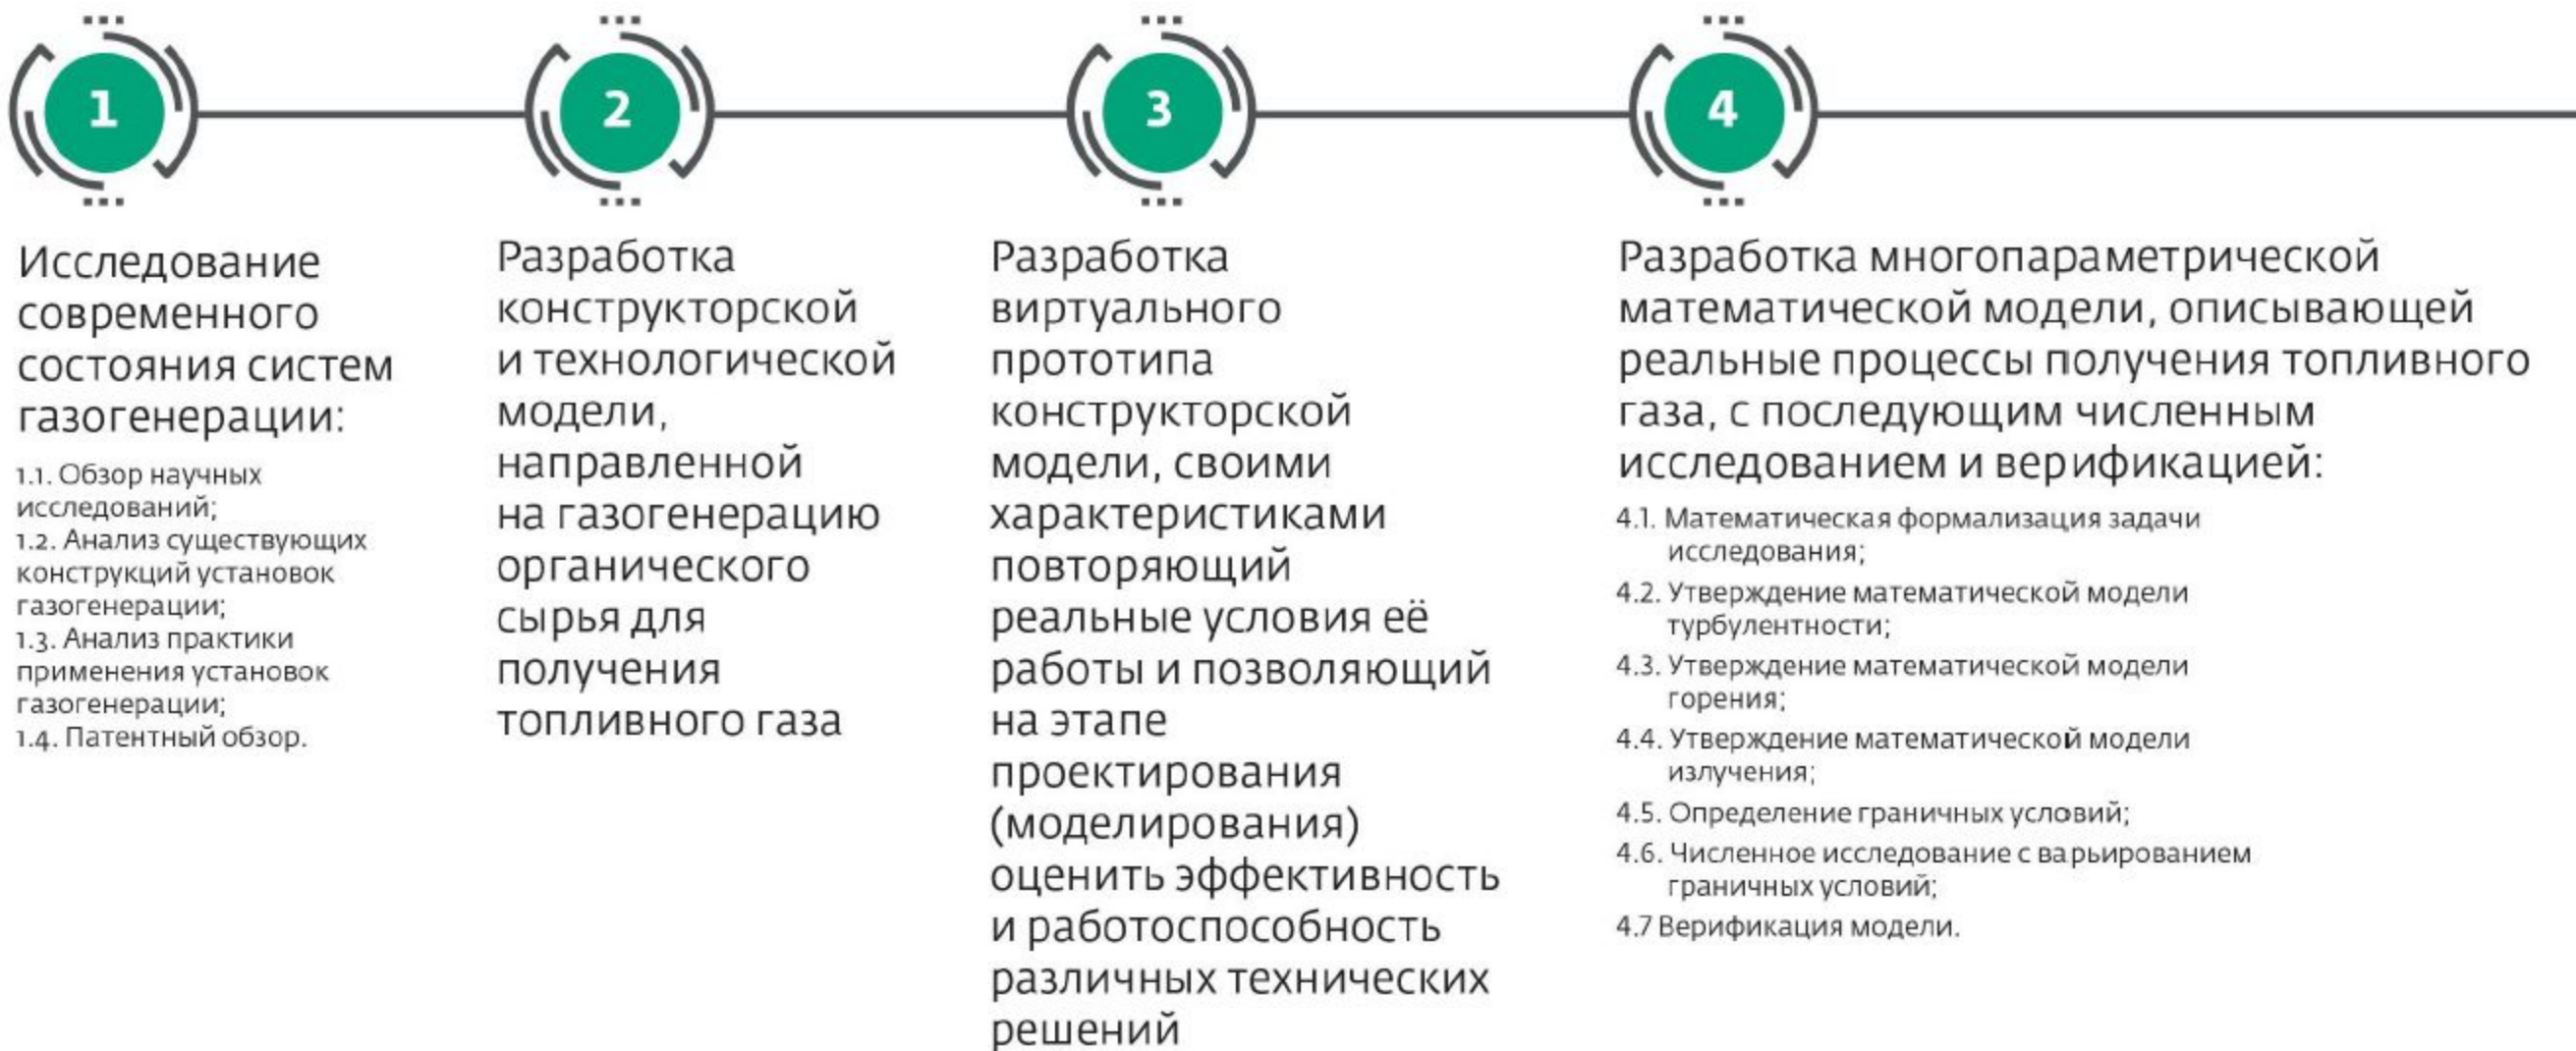 1
Исследование
современного
состояния систем
газогенерации:
1.1. Обзор научных
исследований;
1.2. Анализ существующих
конструкций установок
газогенерации;
1.3. Анализ практики
применения установок
газогенерации;
1.4. Патентный обзор.
2
Разработка
конструкторской
и технологической
модели,
направленной
на газогенерацию
органического
сырья для
получения
топливного газа
3
Разработка
виртуального
прототипа
конструкторской
модели, своими
характеристиками
повторяющий
реальные условия её
работы и позволяющий
на этапе
проектирования
(моделирования)
оценить эффективность
и работоспособность
различных технических
решений
4
Разработка многопараметрической
математической модели, описывающей
реальные процессы получения топливного
газа, с последующим численным
исследованием и верификацией:
4.1. Математическая формализация задачи
исследования;
4.2. Утверждение математической модели
турбулентности;
4.3. Утверждение математической модели
горения;
4.4. Утверждение математической модели
излучения;
4.5. Определение граничных условий;
4.6. Численное исследование с варьированием
граничных условий;
4.7 Верификация модели.